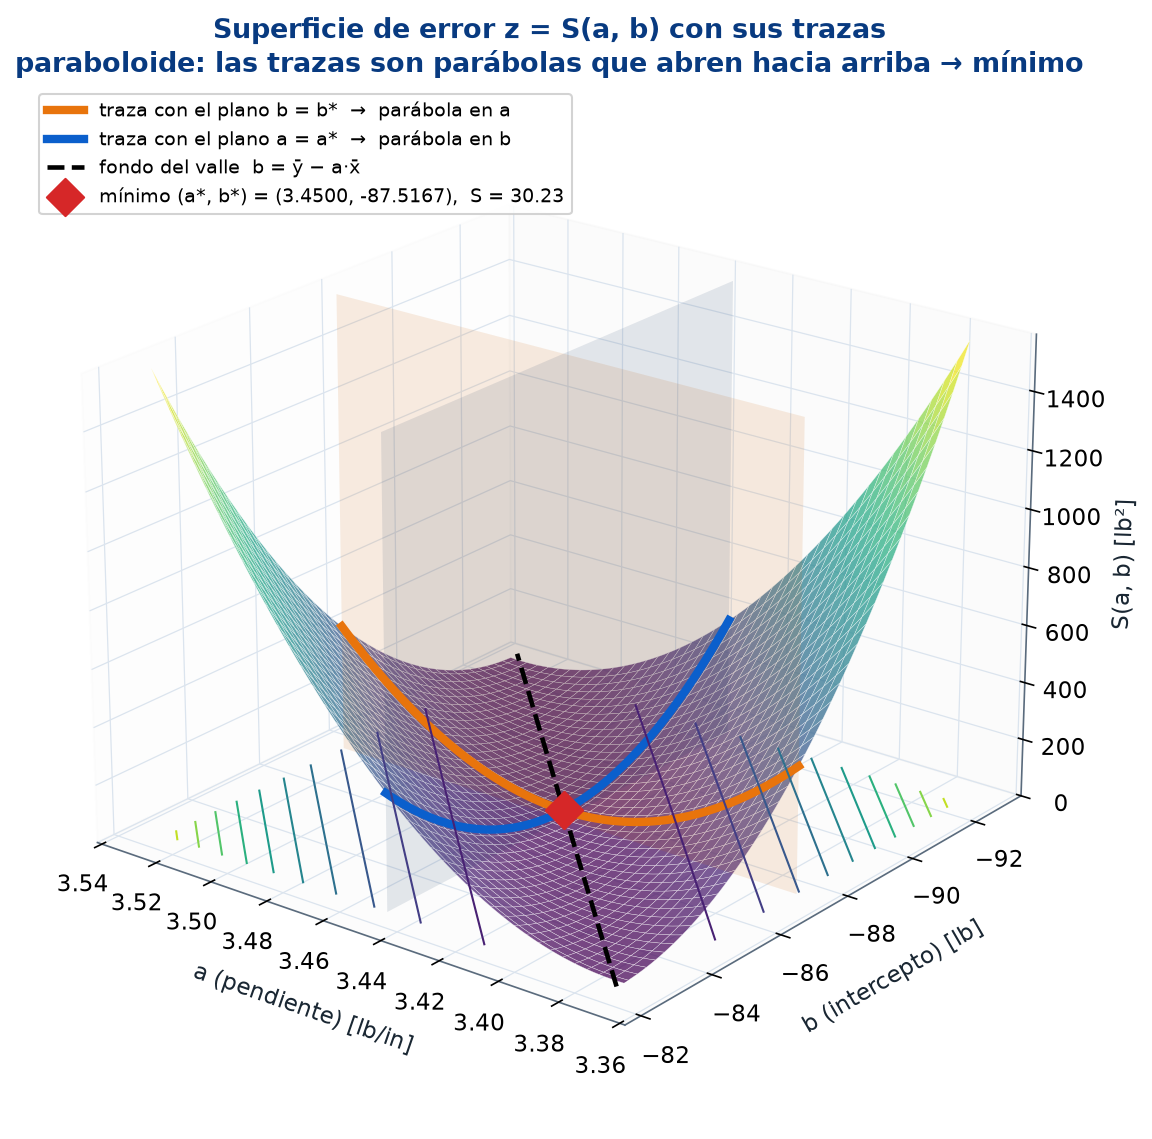 Superficie de error z = S(a, b) con sus trazas
paraboloide: las trazas son parábolas que abren hacia arriba → mínimo
traza con el plano b = b* → parábola en a
traza con el plano a = a* → parábola en b
fondo del valle b = ȳ − a·x̄
mínimo (a*, b*) = (3.4500, -87.5167), S = 30.23
1400
1200
1000
800
600
400
200
0
S(a, b) [lb²]
3.54
3.52
3.50
3.48
3.46
3.44
3.42
3.40
3.38
3.36
a (pendiente) [lb/in]
−92
−90
−88
−86
−84
−82
b (intercepto) [lb]